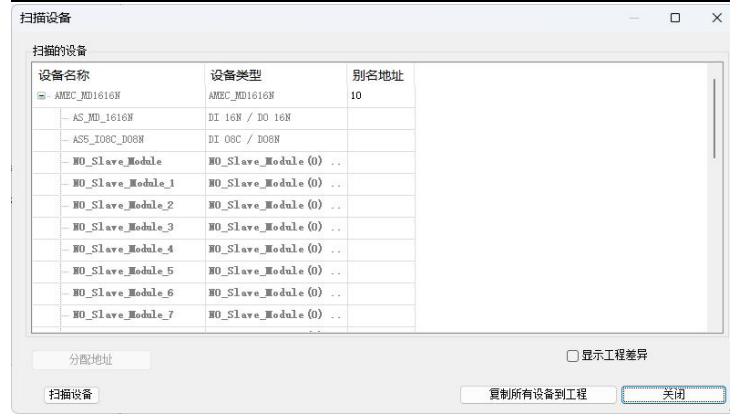 扫描设备
扫描的设备
设备名称 设备类型 别名地址
AMEC_MD1616N AMEC_MD1616N 10
AS_MD_1616N DI 16N / DO 16N
AS5_IO8C_DO8N DI O8C / DO8N
NO_Slave_Module NO_Slave_Module(0) ..
NO_Slave_Module_1 NO_Slave_Module(0) ..
NO_Slave_Module_2 NO_Slave_Module(0) ..
NO_Slave_Module_3 NO_Slave_Module(0) ..
NO_Slave_Module_4 NO_Slave_Module(0) ..
NO_Slave_Module_5 NO_Slave_Module(0) ..
NO_Slave_Module_6 NO_Slave_Module(0) ..
NO_Slave_Module_7 NO_Slave_Module(0) ..
分配地址 显示工程差异
扫描设备 复制所有设备到工程 关闭